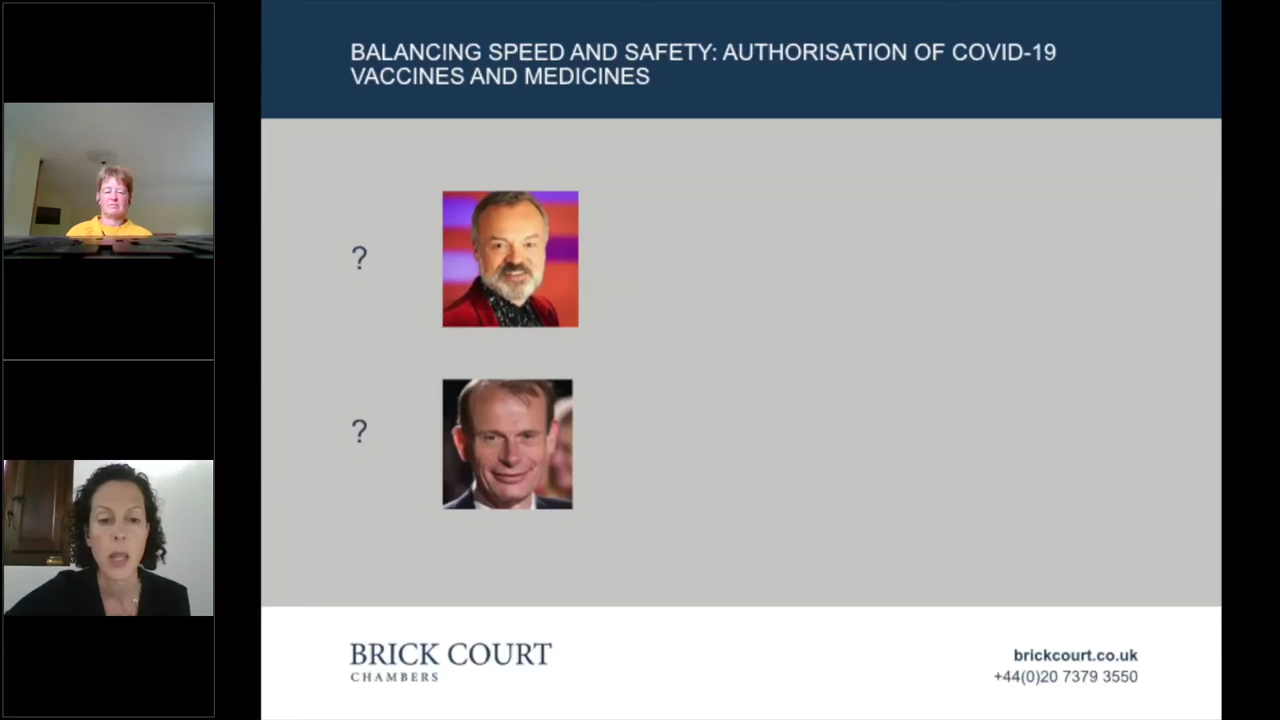 BALANCING SPEED AND SAFETY: AUTHORISATION OF COVID-19
VACCINES AND MEDICINES
?
?
BRICK COURT
CHAMBERS
brickcourt.co.uk
+44(0)20 7379 3550